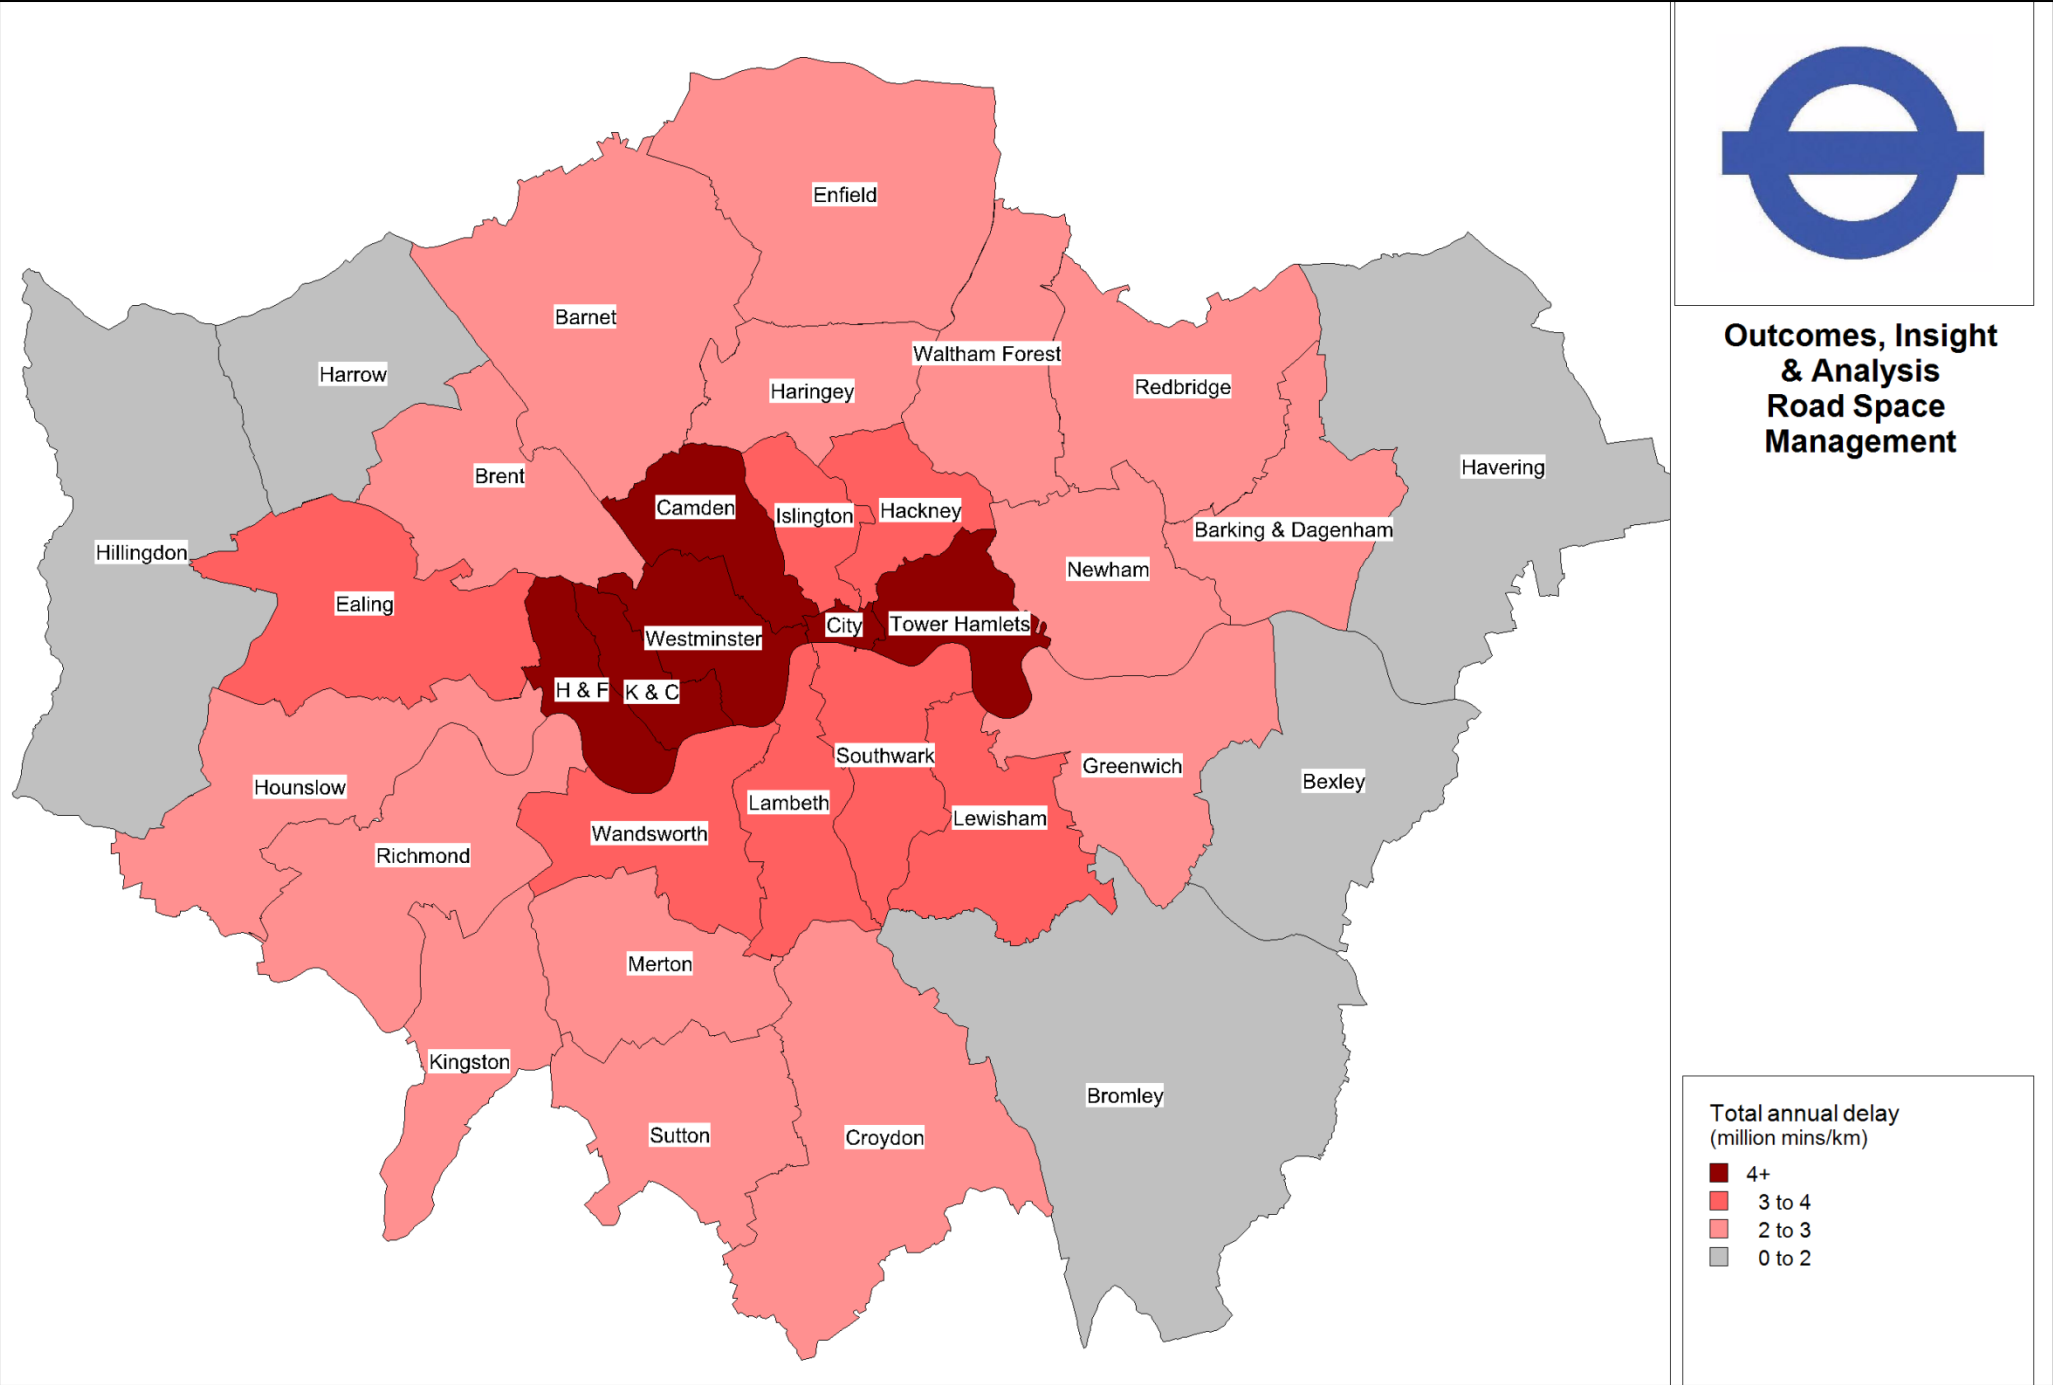 Enfield
Barnet
Harrow
Haringey
Waltham Forest
Redbridge
Havering
Brent
Camden
Islington
Hackney
Barking & Dagenham
Hillingdon
Newham
Ealing
Westminster
City
Tower Hamlets
H & F
K & C
Southwark
Greenwich
Bexley
Hounslow
Lambeth
Lewisham
Wandsworth
Richmond
Merton
Kingston
Bromley
Sutton
Croydon
Outcomes, Insight
& Analysis
Road Space
Management
Total annual delay
(million mins/km)
4+
3 to 4
2 to 3
0 to 2